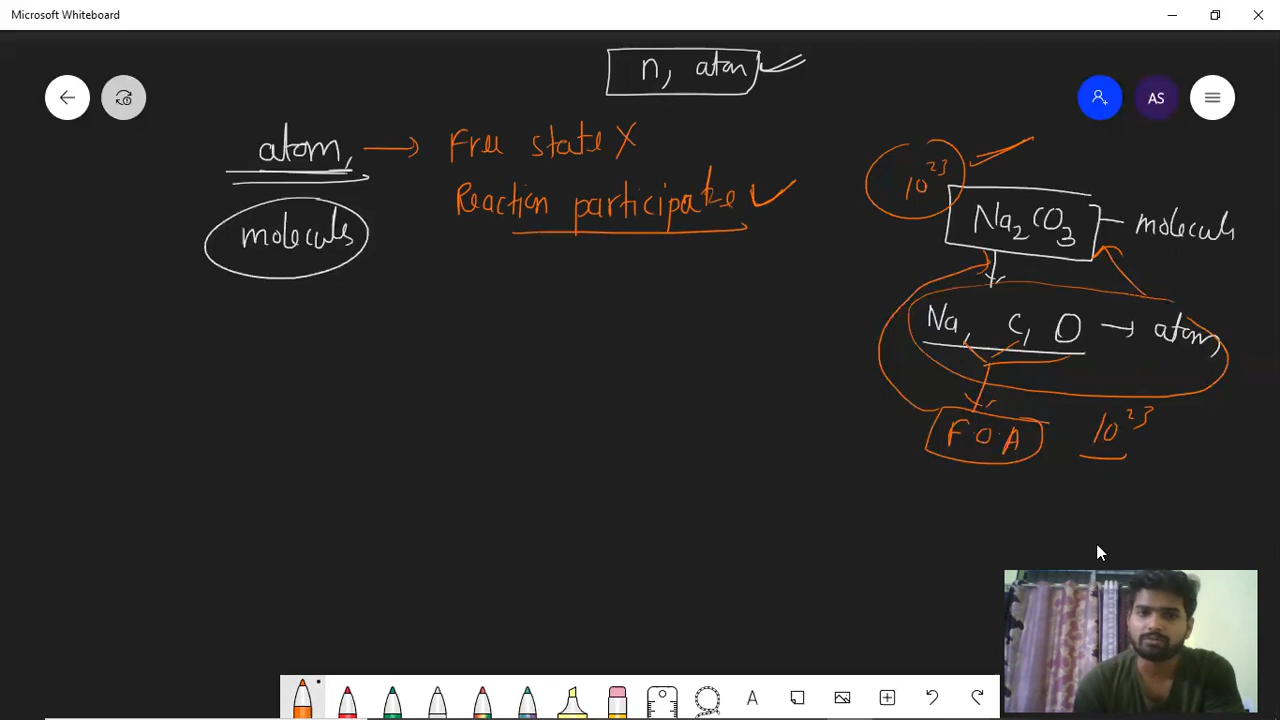 Microsoft Whiteboard
n, atom
AS
atom, → Free state X
Reaction participate ✓
molecule
10²³
Na₂CO₃ - molecule
Na, C, O → atom,
F.O.A 10²³
A